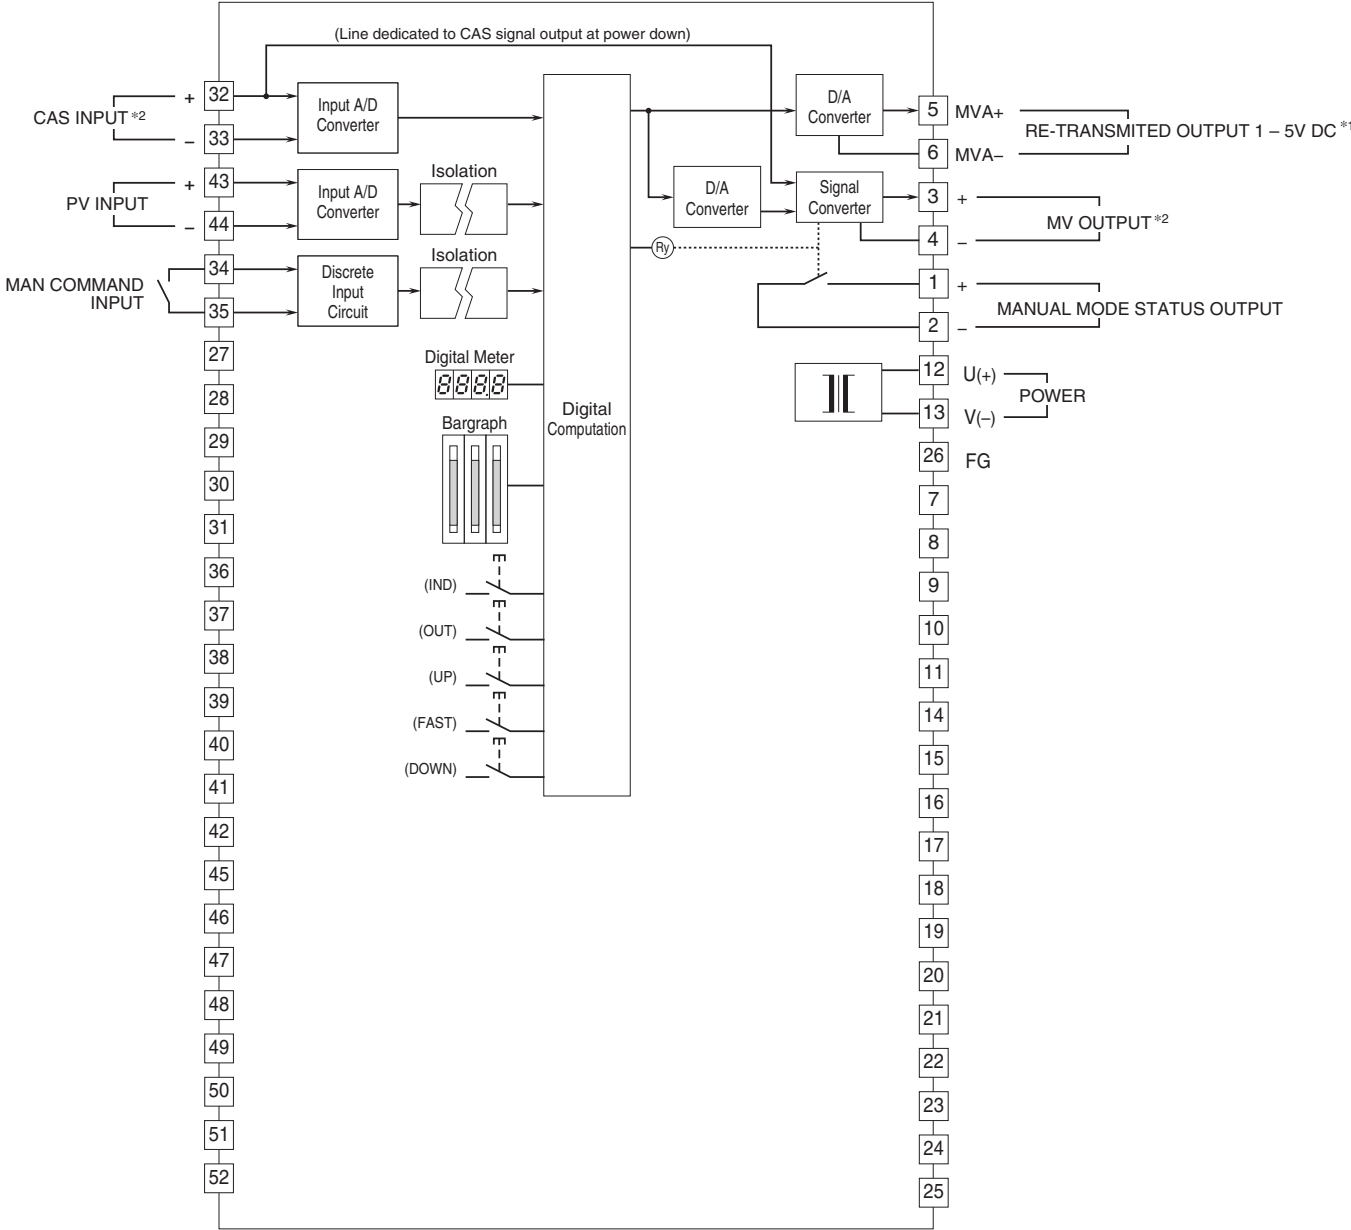 (Line dedicated to CAS signal output at power down)
CAS INPUT *2
+ 32
− 33
Input A/D
Converter
PV INPUT
+ 43
− 44
Input A/D
Converter
Isolation
MAN COMMAND
INPUT
34
35
Discrete
Input
Circuit
Isolation
27
28
29
30
31
36
37
38
39
40
41
42
45
46
47
48
49
50
51
52
Digital Meter
888.8
Bargraph
(IND)
(OUT)
(UP)
(FAST)
(DOWN)
Digital
Computation
D/A
Converter
D/A
Converter
Signal
Converter
Ry
5 MVA+
6 MVA−
RE-TRANSMITED OUTPUT 1 – 5V DC *1
3 +
4 −
MV OUTPUT *2
1 +
2 −
MANUAL MODE STATUS OUTPUT
12 U(+)
13 V(−)
POWER
26 FG
7
8
9
10
11
14
15
16
17
18
19
20
21
22
23
24
25